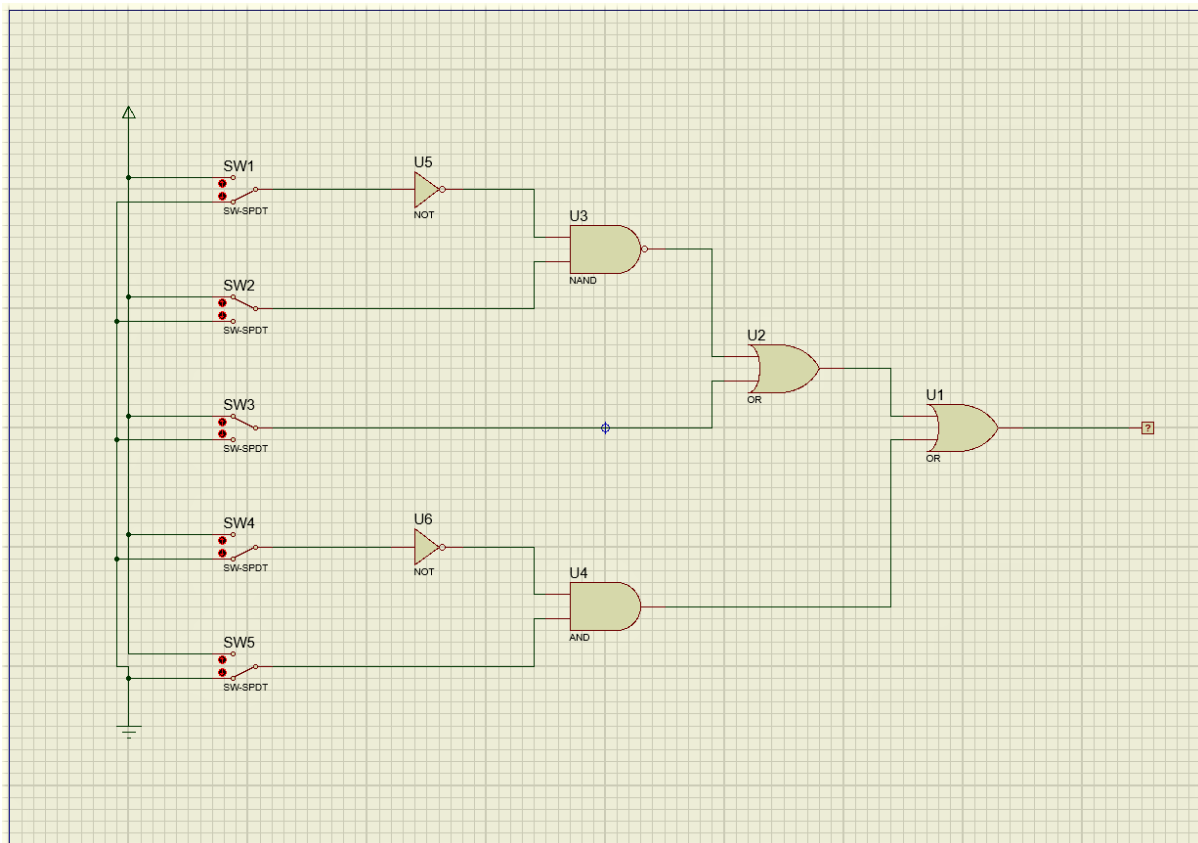 SW1
SW-SPDT
U5
NOT
U3
NAND
SW2
SW-SPDT
U2
OR
SW3
SW-SPDT
U1
OR
?
SW4
SW-SPDT
U6
NOT
U4
AND
SW5
SW-SPDT